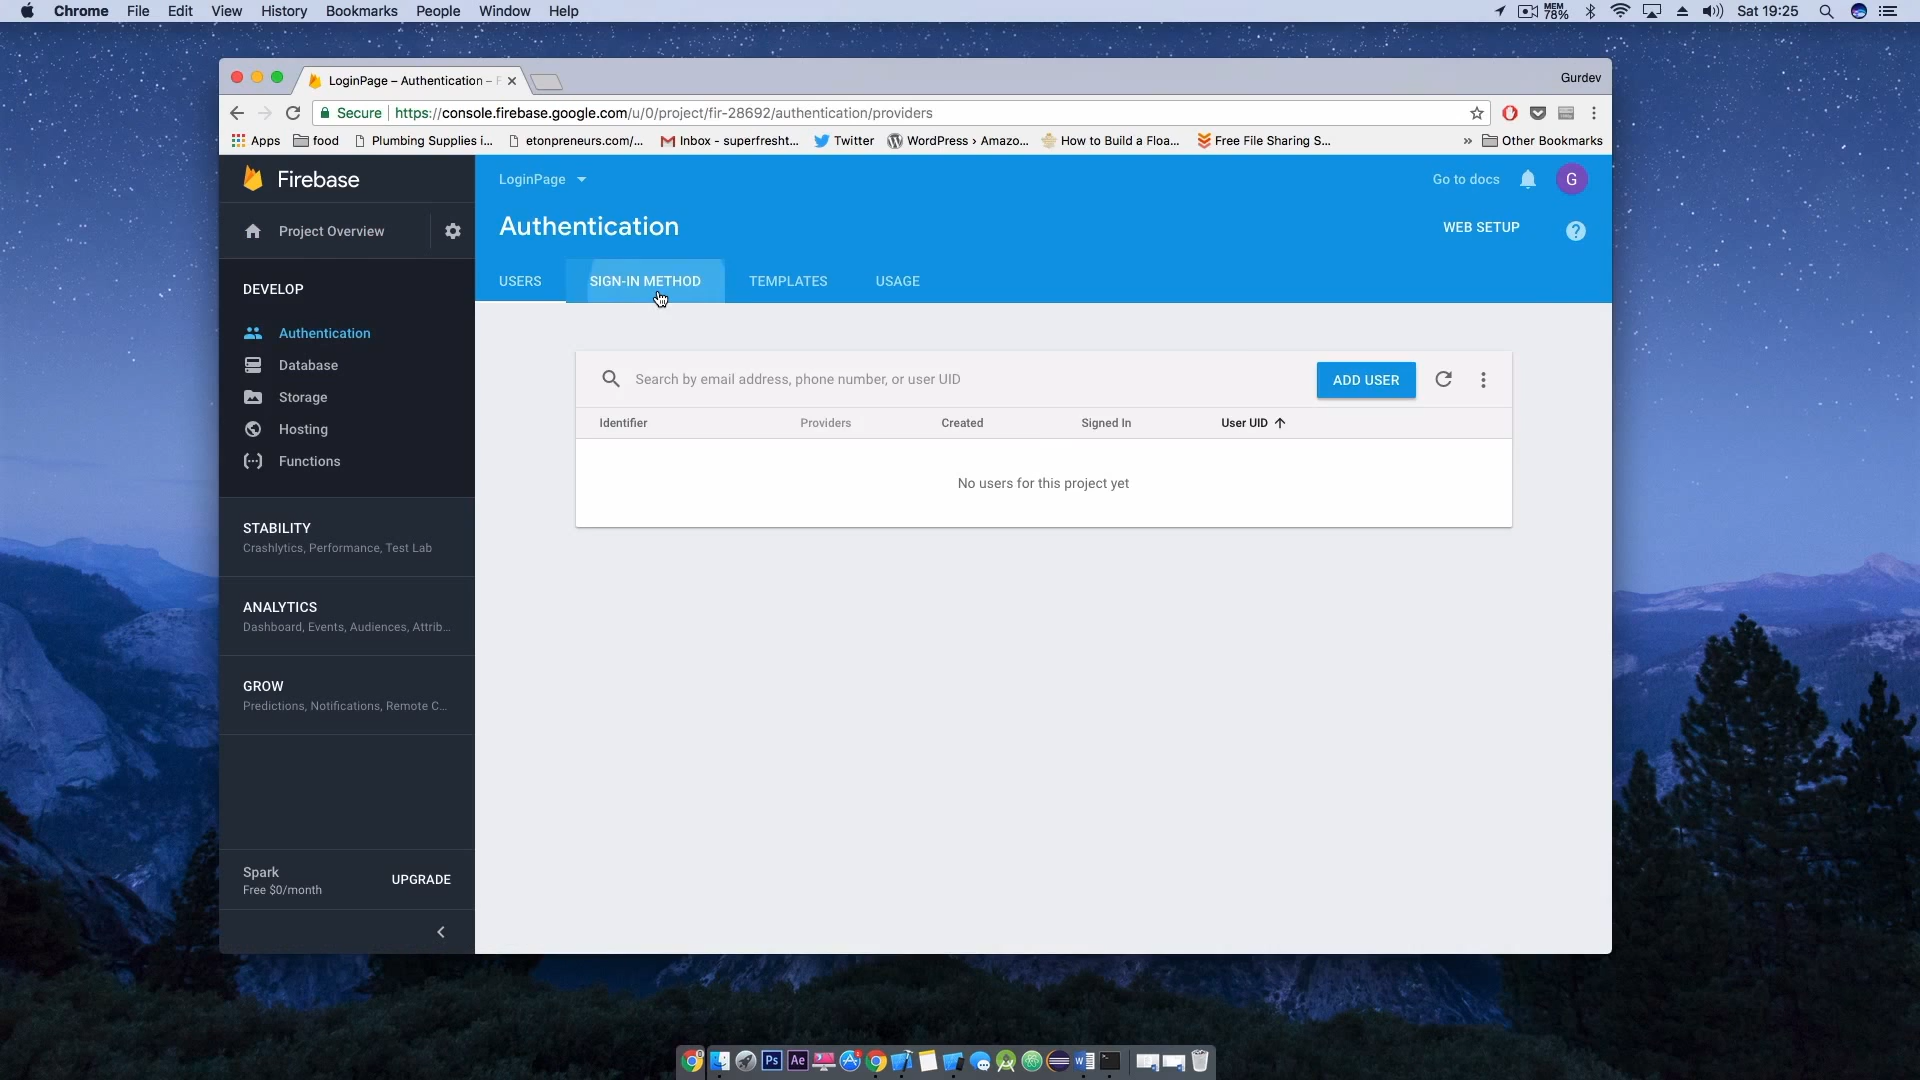 Chrome File Edit View History Bookmarks People Window Help
MEM
78%
Sat 19:25
LoginPage – Authentication – F
Gurdev
Secure https://console.firebase.google.com/u/0/project/fir-28692/authentication/providers
Apps food Plumbing Supplies i... etonpreneurs.com/... Inbox - superfresht... Twitter WordPress › Amazo... How to Build a Floa... Free File Sharing S... » Other Bookmarks
Firebase
LoginPage
Go to docs
G
Project Overview
Authentication
WEB SETUP
?
USERS SIGN-IN METHOD TEMPLATES USAGE
DEVELOP
Authentication
Database
Storage
Hosting
Functions
STABILITY
Crashlytics, Performance, Test Lab
ANALYTICS
Dashboard, Events, Audiences, Attrib...
GROW
Predictions, Notifications, Remote C...
Spark
Free $0/month
UPGRADE
Search by email address, phone number, or user UID
ADD USER
Identifier Providers Created Signed In User UID
No users for this project yet
Ps Ae